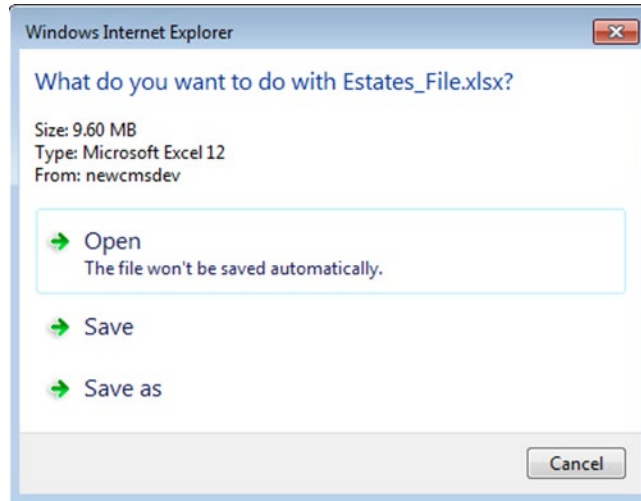 Windows Internet Explorer
What do you want to do with Estates_File.xlsx?
Size: 9.60 MB
Type: Microsoft Excel 12
From: newcmsdev
Open
The file won't be saved automatically.
Save
Save as
Cancel